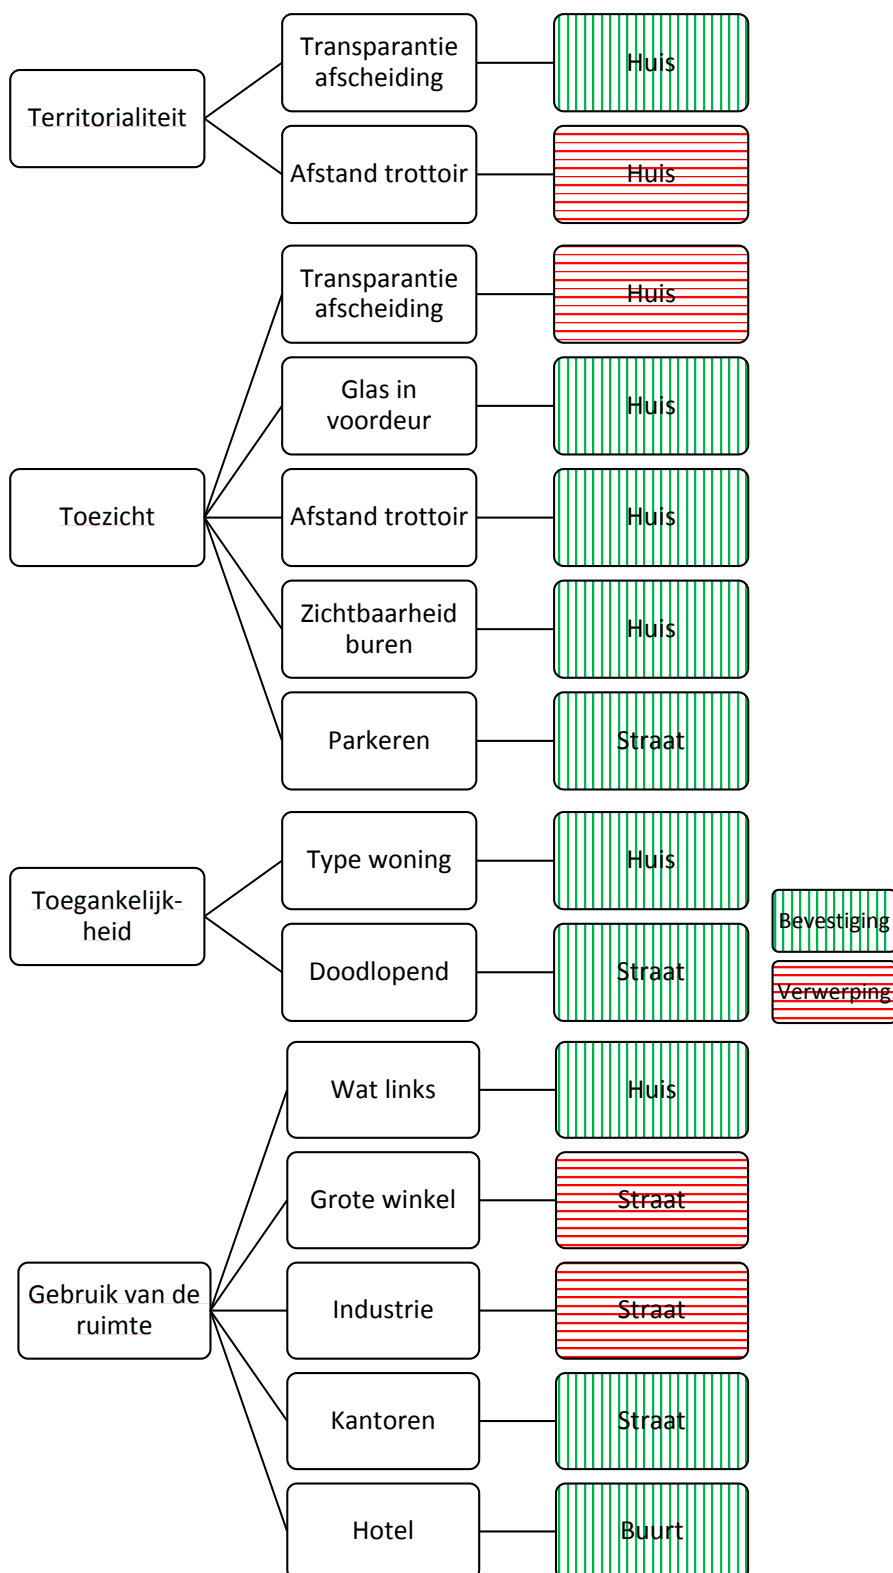 Transparantie
afscheiding
Huis
Territorialiteit
Afstand trottoir
Huis
Transparantie
afscheiding
Huis
Glas in
voordeur
Huis
Toezicht
Afstand trottoir
Huis
Zichtbaarheid
buren
Huis
Parkeren
Straat
Type woning
Huis
Toegankelijk-
heid
Doodlopend
Straat
Bevestiging
Verwerping
Wat links
Huis
Grote winkel
Straat
Gebruik van de
ruimte
Industrie
Straat
Kantoren
Straat
Hotel
Buurt